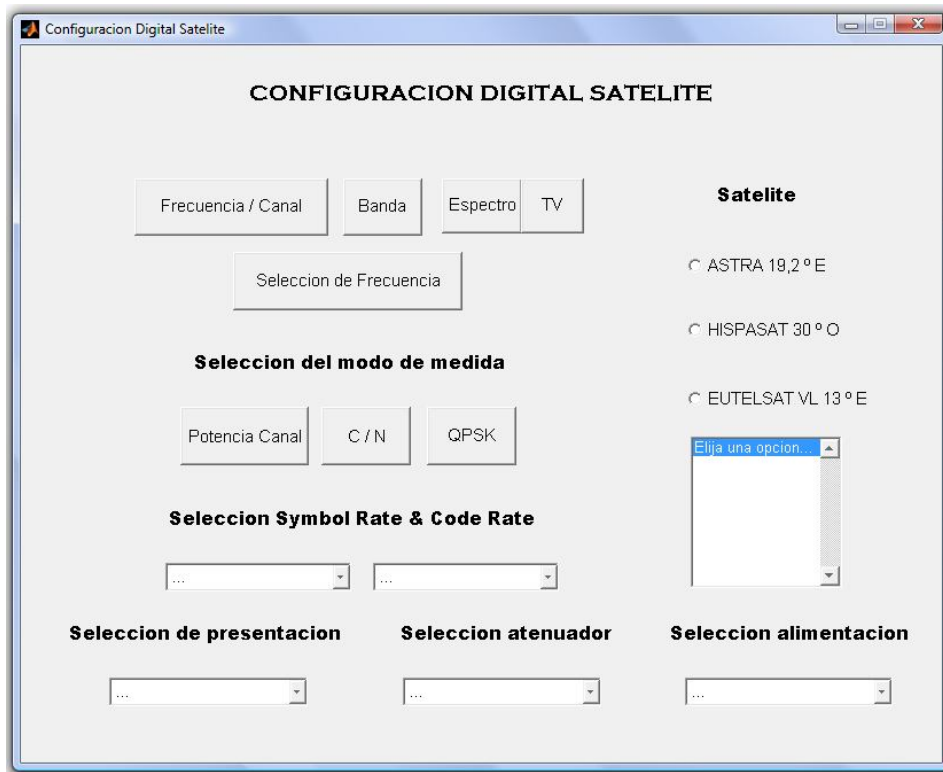 Configuracion Digital Satelite
CONFIGURACION DIGITAL SATELITE
Frecuencia / Canal
Banda
Espectro
TV
Seleccion de Frecuencia
Satelite
ASTRA 19,2 º E
HISPASAT 30 º O
EUTELSAT VL 13 º E
Elija una opcion...
Seleccion del modo de medida
Potencia Canal
C / N
QPSK
Seleccion Symbol Rate & Code Rate
...
...
Seleccion de presentacion
Seleccion atenuador
Seleccion alimentacion
...
...
...